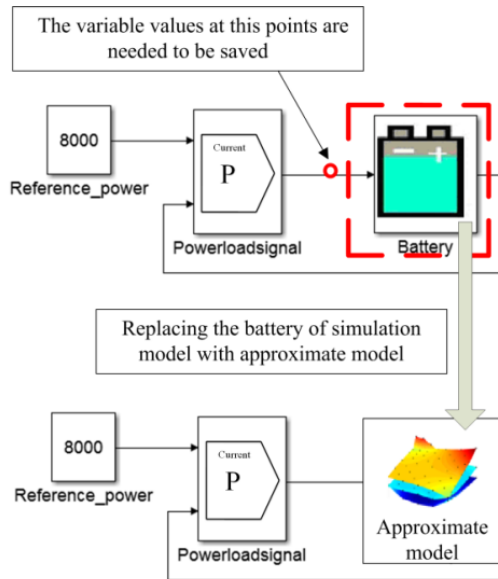 The variable values at this points are
needed to be saved
8000
Reference_power
Current
P
Powerloadsignal
Battery
Replacing the battery of simulation
model with approximate model
8000
Reference_power
Current
P
Powerloadsignal
Approximate
model